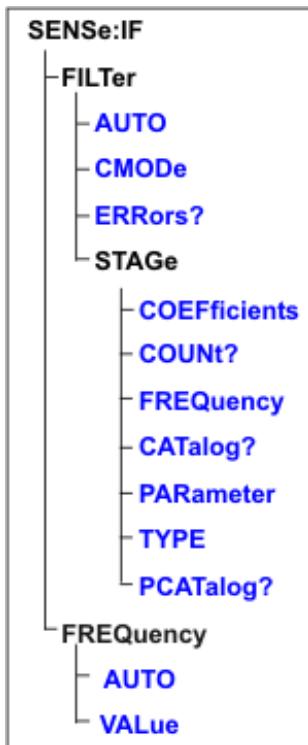 SENSe:IF
FILTer
AUTO
CMODe
ERRors?
STAGe
COEFficients
COUNt?
FREQuency
CATalog?
PARameter
TYPE
PCATalog?
FREQuency
AUTO
VALue